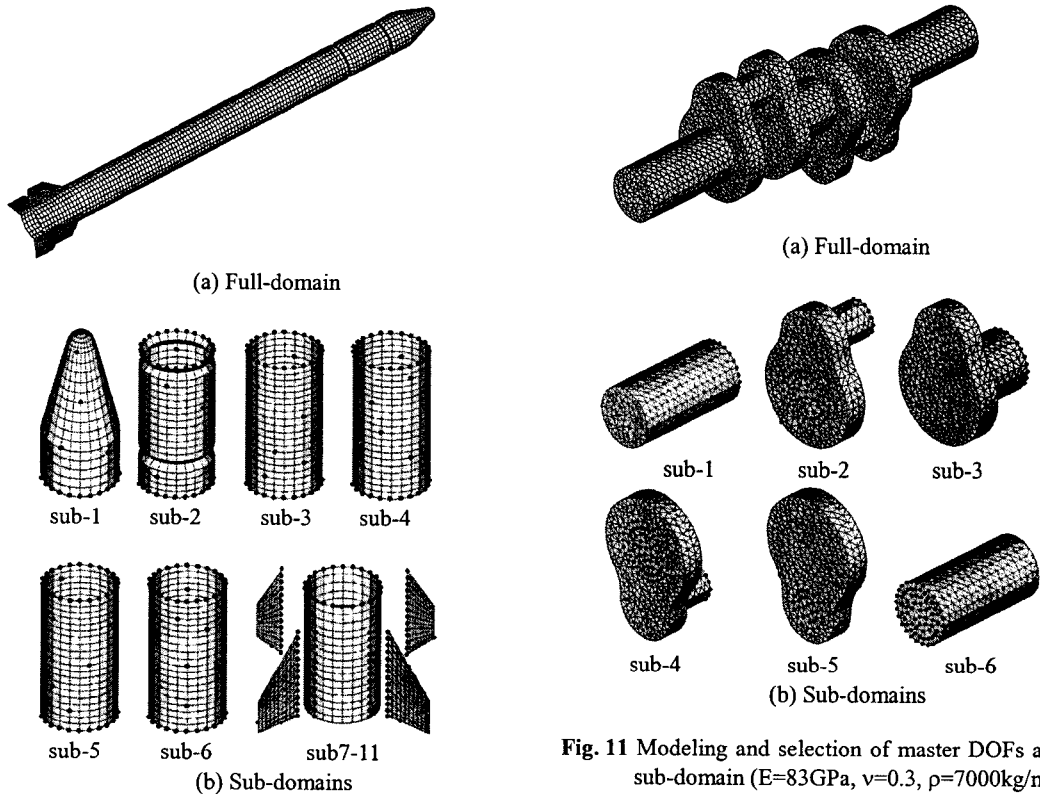 (a) Full-domain
sub-1
sub-2
sub-3
sub-4
sub-5
sub-6
sub7-11
(b) Sub-domains
(a) Full-domain
sub-1
sub-2
sub-3
sub-4
sub-5
sub-6
(b) Sub-domains
Fig. 11 Modeling and selection of master DOFs a
sub-domain (E=83GPa, ν=0.3, ρ=7000kg/n